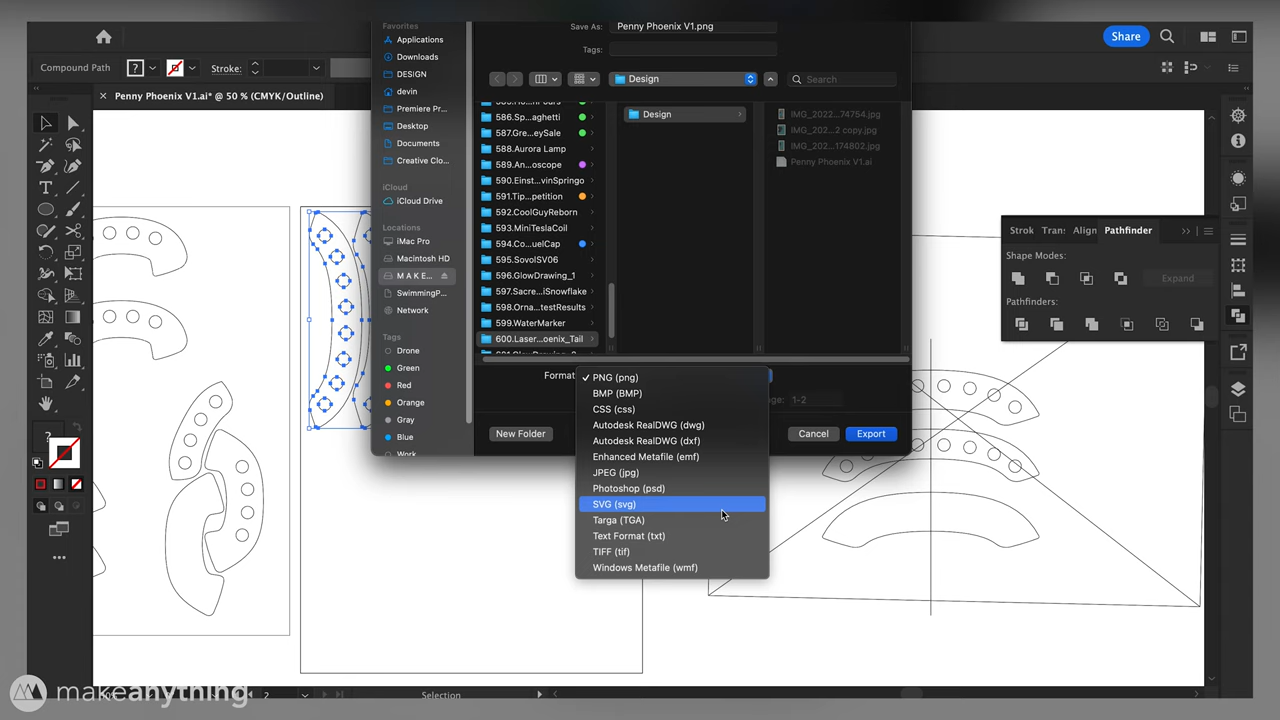 Favorites
Applications
Downloads
DESIGN
devin
Premiere Pr...
Desktop
Documents
Creative Clo...
iCloud
iCloud Drive
Locations
iMac Pro
Macintosh HD
M A K E...
SwimmingP...
Network
Tags
Drone
Green
Red
Orange
Gray
Blue
Work
Save As:
Penny Phoenix V1.png
Tags:
Design
Search
586.Sp...aghetti
587.Gre...eySale
588.Aurora Lamp
589.An...oscope
590.Einst...vinSpringo
591.Tip...petition
592.CoolGuyReborn
593.MiniTeslaCoil
594.Co...uelCap
595.SovolSV06
596.GlowDrawing_1
597.Sacre...iSnowflake
598.Orna...testResults
599.WaterMarker
600.Laser...enix_Tail
Design
IMG_2022...74754.jpg
IMG_202...2 copy.jpg
IMG_202...174802.jpg
Penny Phoenix V1.ai
Format
PNG (png)
BMP (BMP)
CSS (css)
Autodesk RealDWG (dwg)
Autodesk RealDWG (dxf)
Enhanced Metafile (emf)
JPEG (jpg)
Photoshop (psd)
SVG (svg)
Targa (TGA)
Text Format (txt)
TIFF (tif)
Windows Metafile (wmf)
1-2
New Folder
Cancel
Export
Share
Compound Path
?
Stroke:
Penny Phoenix V1.ai* @ 50 % (CMYK/Outline)
Strok
Tran:
Align
Pathfinder
Shape Modes:
Expand
Pathfinders:
?
2
Selection
makeanything